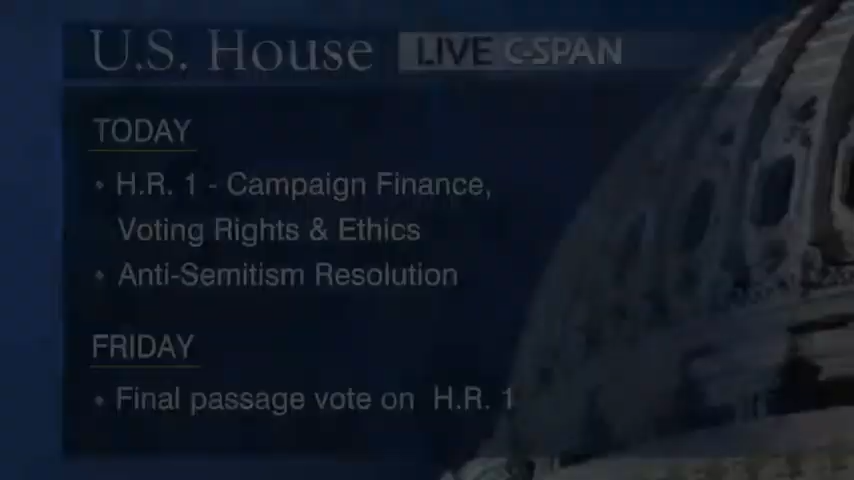 U.S. House LIVE C-SPAN
TODAY
• H.R. 1 - Campaign Finance,
Voting Rights & Ethics
• Anti-Semitism Resolution
FRIDAY
• Final passage vote on H.R. 1